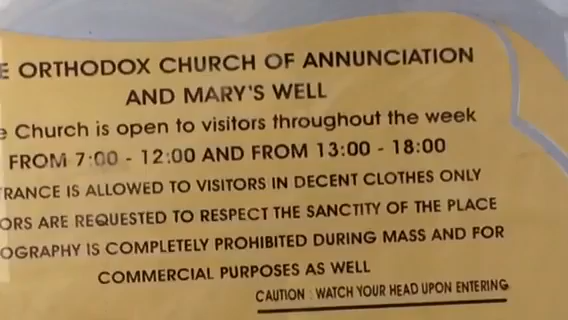 E ORTHODOX CHURCH OF ANNUNCIATION
AND MARY'S WELL
e Church is open to visitors throughout the week
FROM 7:00 - 12:00 AND FROM 13:00 - 18:00
TRANCE IS ALLOWED TO VISITORS IN DECENT CLOTHES ONLY
ORS ARE REQUESTED TO RESPECT THE SANCTITY OF THE PLACE
OGRAPHY IS COMPLETELY PROHIBITED DURING MASS AND FOR
COMMERCIAL PURPOSES AS WELL
CAUTION : WATCH YOUR HEAD UPON ENTERING